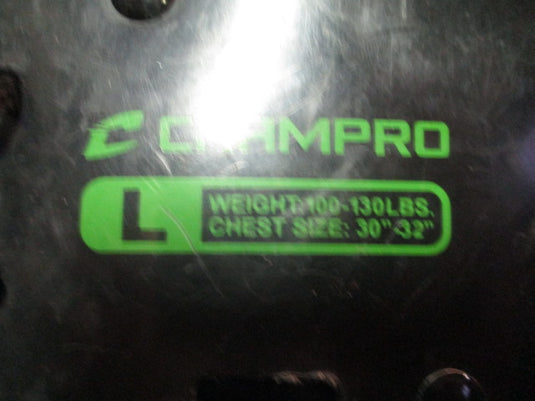 CHAMPRO
L
WEIGHT: 100-130LBS.
CHEST SIZE: 30"-32"